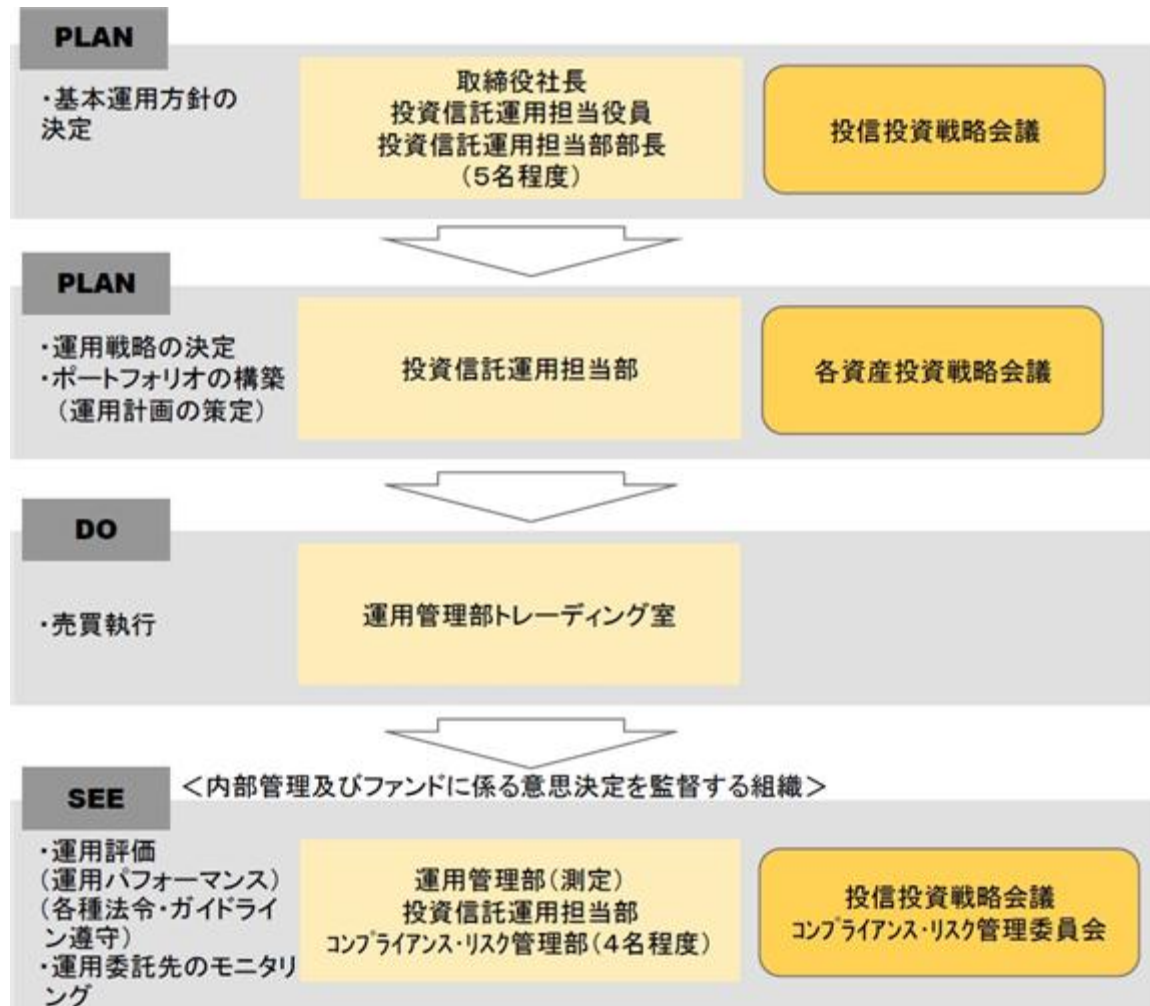 PLAN
・基本運用方針の
決定
取締役社長
投資信託運用担当役員
投資信託運用担当部部長
(5名程度)
投信投資戦略会議
PLAN
・運用戦略の決定
・ポートフォリオの構築
(運用計画の策定)
投資信託運用担当部
各資産投資戦略会議
DO
・売買執行
運用管理部トレーディング室
SEE
<内部管理及びファンドに係る意思決定を監督する組織>
・運用評価
(運用パフォーマンス)
(各種法令・ガイドライ
ン遵守)
・運用委託先のモニタリ
ング
運用管理部(測定)
投資信託運用担当部
コンプライアンス・リスク管理部(4名程度)
投信投資戦略会議
コンプライアンス・リスク管理委員会